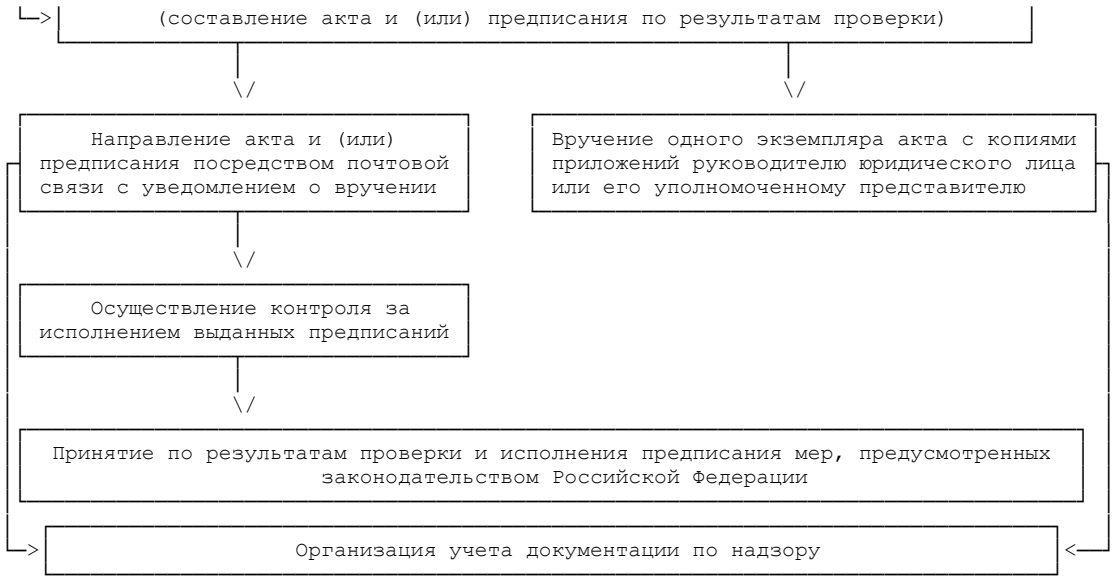 (составление акта и (или) предписания по результатам проверки)
Направление акта и (или)
предписания посредством почтовой
связи с уведомлением о вручении
Вручение одного экземпляра акта с копиями
приложений руководителю юридического лица
или его уполномоченному представителю
Осуществление контроля за
исполнением выданных предписаний
Принятие по результатам проверки и исполнения предписания мер, предусмотренных
законодательством Российской Федерации
Организация учета документации по надзору